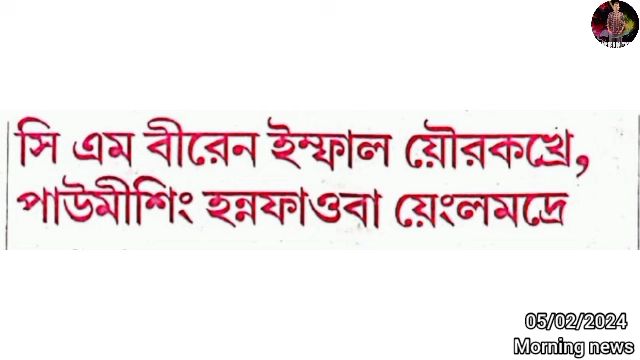 সি এম বীরেন ইম্ফাল য়ৌরকখ্রে,
পাউমীশিং হন্নফাওবা য়েংলমদ্রে
05/02/2024
Morning news